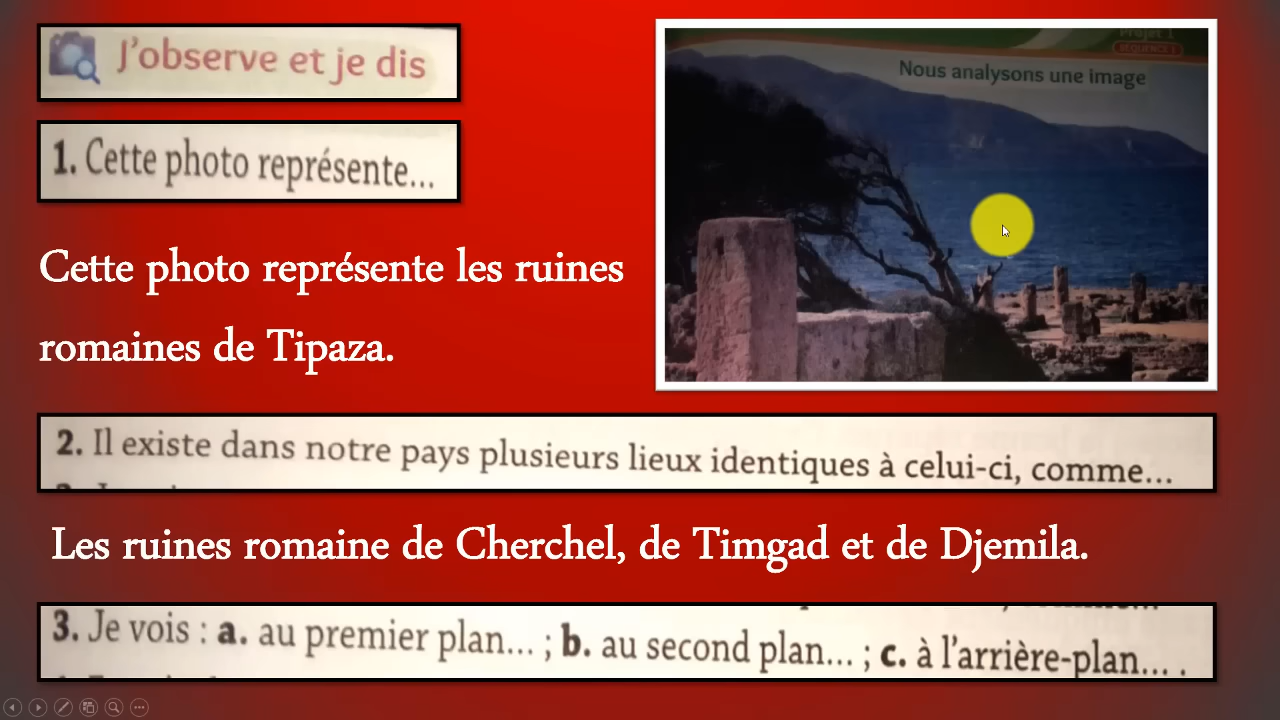 J'observe et je dis
1. Cette photo représente...
Cette photo représente les ruines
romaines de Tipaza.
Projet 1
SÉQUENCE 1
Nous analysons une image
2. Il existe dans notre pays plusieurs lieux identiques à celui-ci, comme...
Les ruines romaine de Cherchel, de Timgad et de Djemila.
3. Je vois : a. au premier plan... ; b. au second plan... ; c. à l'arrière-plan... .